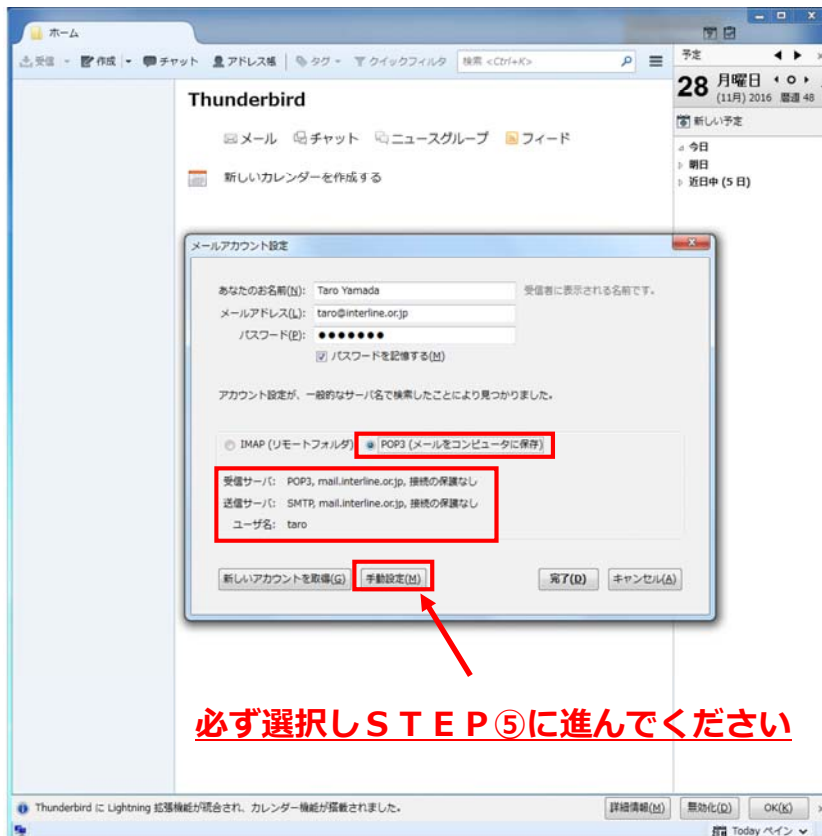 ホーム
受信 作成 チャット アドレス帳 タグ クイックフィルタ 検索 <Ctrl+K>
予定
28 月曜日
(11月) 2016 暦週 48
新しい予定
今日
明日
近日中 (5 日)
Thunderbird
メール チャット ニュースグループ フィード
新しいカレンダーを作成する
メールアカウント設定
あなたのお名前(N): Taro Yamada 受信者に表示される名前です。
メールアドレス(L): taro@interline.or.jp
パスワード(P): ●●●●●●●
パスワードを記憶する(M)
アカウント設定が、一般的なサーバ名で検索したことにより見つかりました。
IMAP (リモートフォルダ) POP3 (メールをコンピュータに保存)
受信サーバ: POP3, mail.interline.or.jp, 接続の保護なし
送信サーバ: SMTP, mail.interline.or.jp, 接続の保護なし
ユーザ名: taro
新しいアカウントを取得(G) 手動設定(M) 完了(D) キャンセル(A)
必ず選択しＳＴＥＰ⑤に進んでください
Thunderbird に Lightning 拡張機能が統合され、カレンダー機能が搭載されました。 詳細情報(M) 無効化(D) OK(K)
Today ペイン